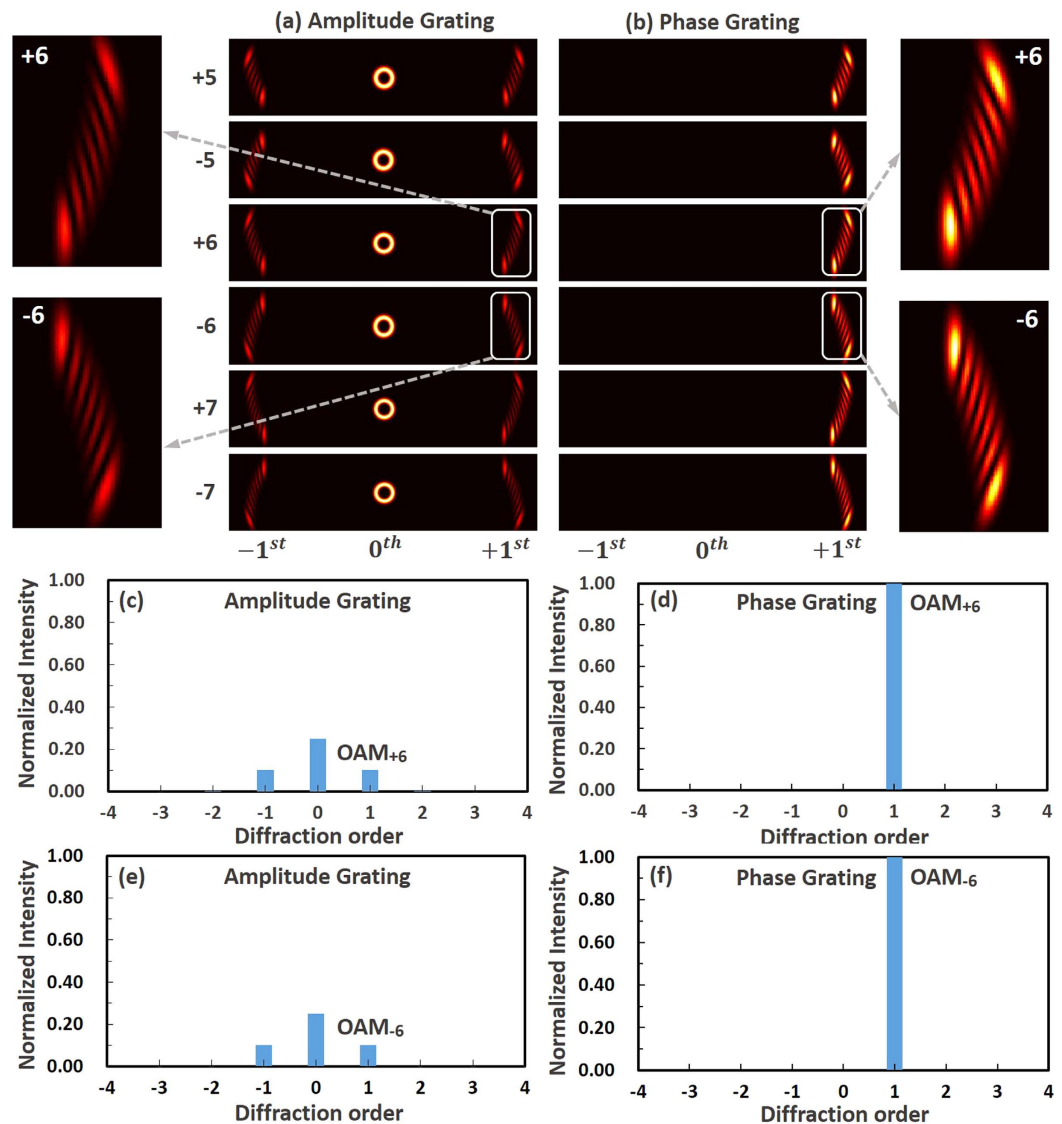 (a) Amplitude Grating (b) Phase Grating
+6 +6
+5
-5
+6
-6 -6
-6
+7
-7
−1ˢᵗ 0ᵗʰ +1ˢᵗ −1ˢᵗ 0ᵗʰ +1ˢᵗ
(c) Amplitude Grating
Normalized Intensity
1.00
0.80
0.60
0.40
0.20
0.00
OAM₊₆
-4 -3 -2 -1 0 1 2 3 4
Diffraction order
(d) Phase Grating OAM₊₆
Normalized Intensity
1.00
0.80
0.60
0.40
0.20
0.00
-4 -3 -2 -1 0 1 2 3 4
Diffraction order
(e) Amplitude Grating
Normalized Intensity
1.00
0.80
0.60
0.40
0.20
0.00
OAM₋₆
-4 -3 -2 -1 0 1 2 3 4
Diffraction order
(f) Phase Grating OAM₋₆
Normalized Intensity
1.00
0.80
0.60
0.40
0.20
0.00
-4 -3 -2 -1 0 1 2 3 4
Diffraction order